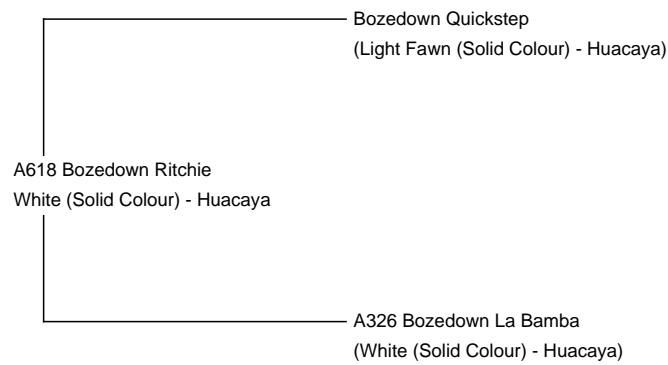 Bozedown Quickstep
(Light Fawn (Solid Colour) - Huacaya)
A618 Bozedown Ritchie
White (Solid Colour) - Huacaya
A326 Bozedown La Bamba
(White (Solid Colour) - Huacaya)